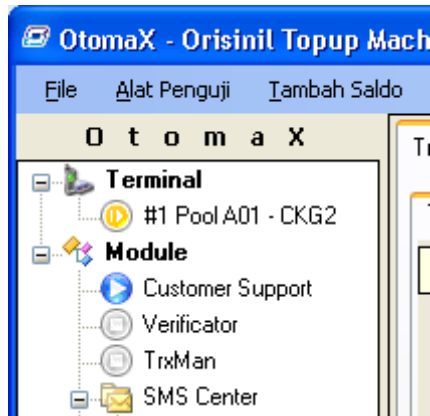 OtomaX - Orisinil Topup Mach
File Alat Penguji Tambah Saldo
O t o m a X
Terminal
#1 Pool A01 - CKG2
Module
Customer Support
Verificator
TrxMan
SMS Center